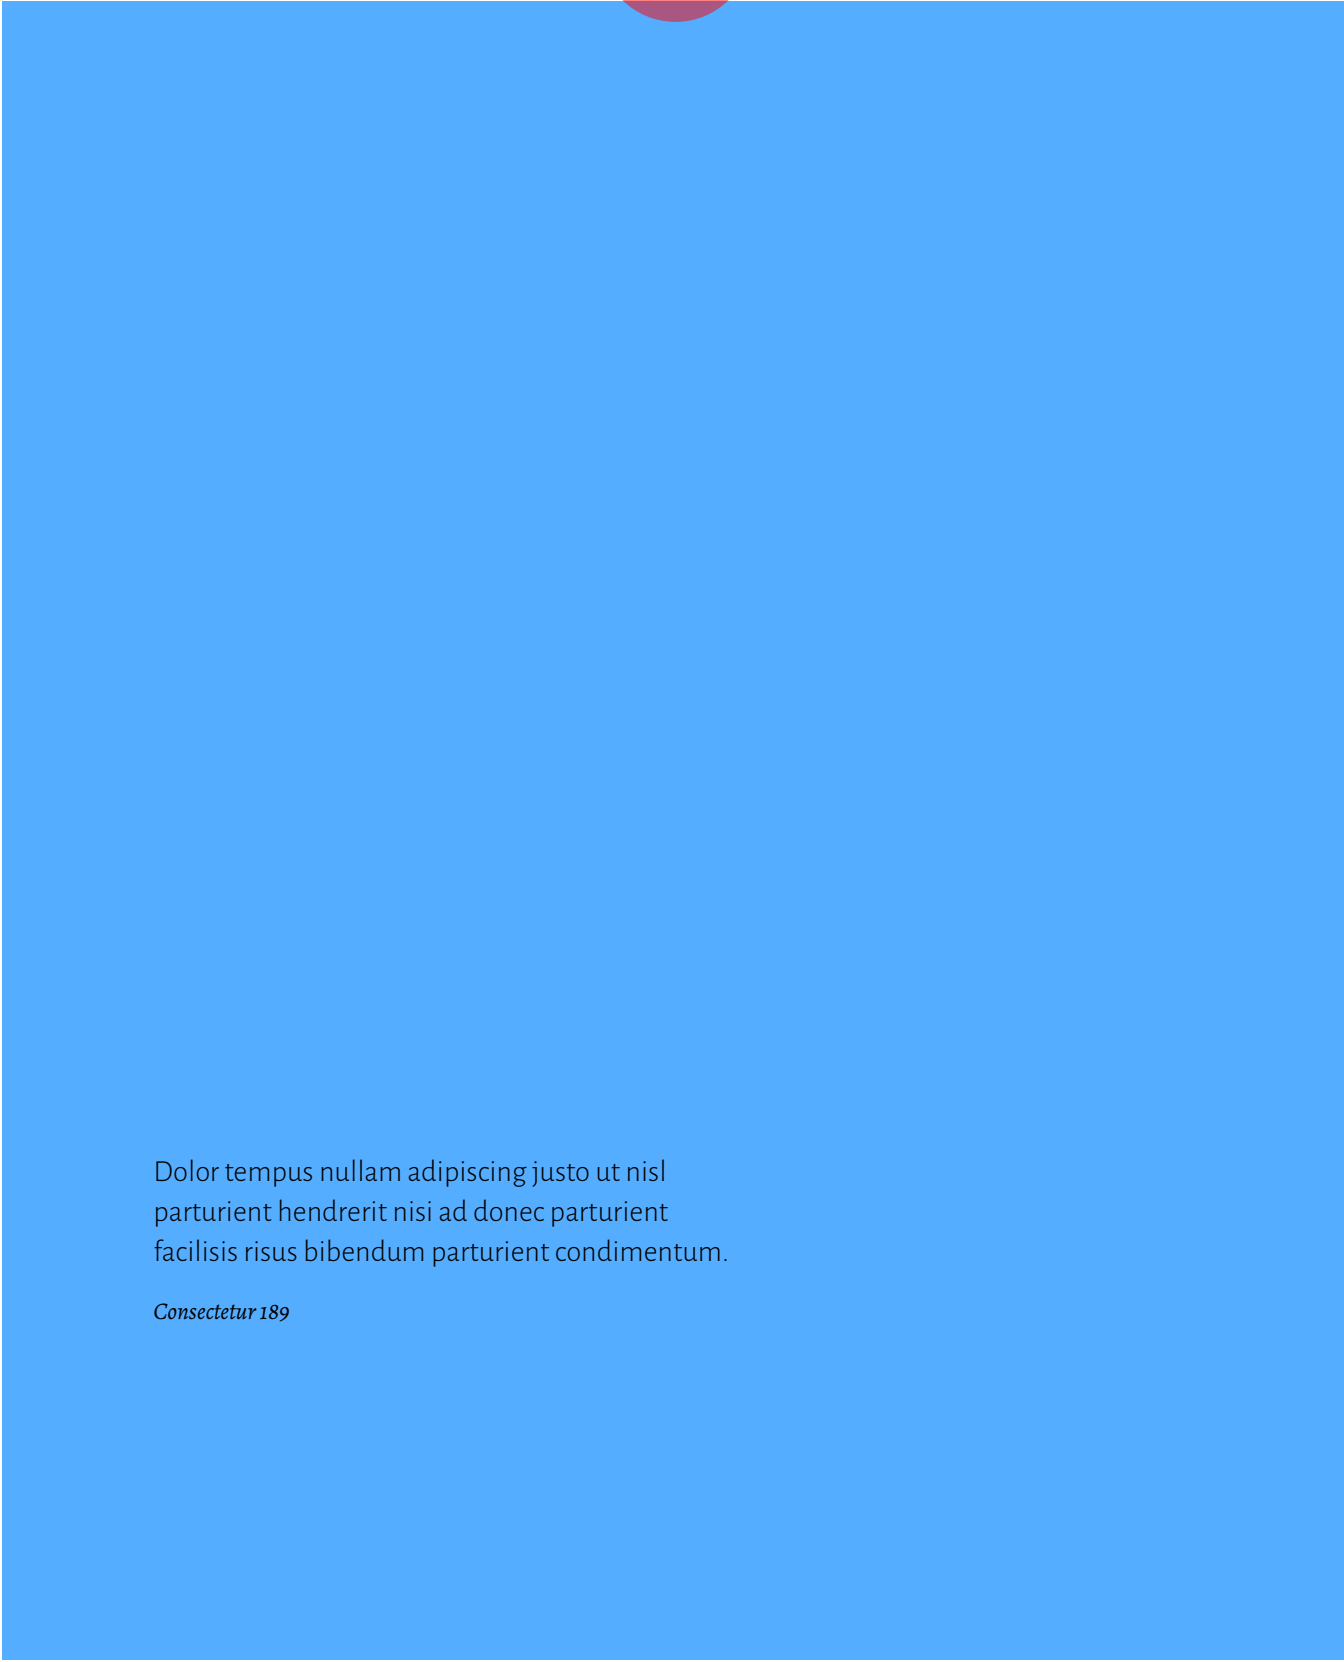 Dolor tempus nullam adipiscing justo ut nisl
parturient hendrerit nisi ad donec parturient
facilisis risus bibendum parturient condimentum.
Consectetur 189